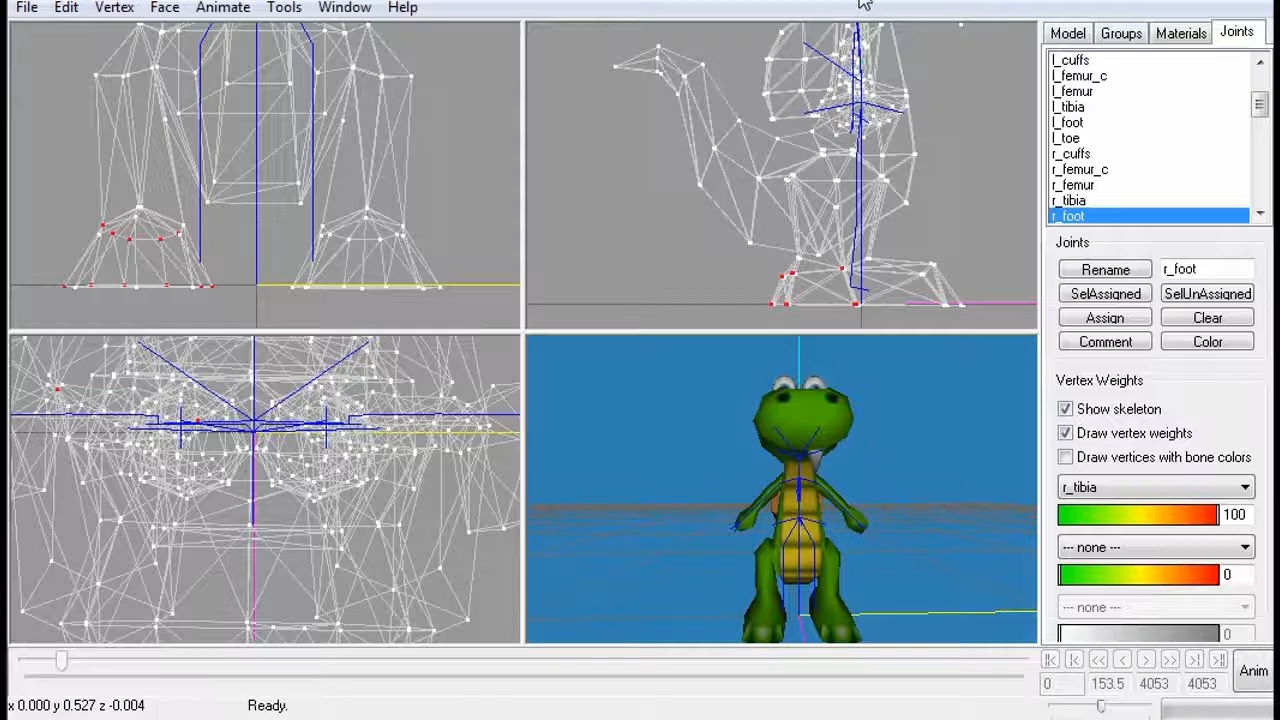 File Edit Vertex Face Animate Tools Window Help
Model Groups Materials Joints
l_cuffs
l_femur_c
l_femur
l_tibia
l_foot
l_toe
r_cuffs
r_femur_c
r_femur
r_tibia
r_foot
Joints
Rename r_foot
SelAssigned SelUnAssigned
Assign Clear
Comment Color
Vertex Weights
Show skeleton
Draw vertex weights
Draw vertices with bone colors
r_tibia
100
--- none ---
0
--- none ---
0
0 153.5 4053 4053 Anim
x 0.000 y 0.527 z -0.004 Ready.